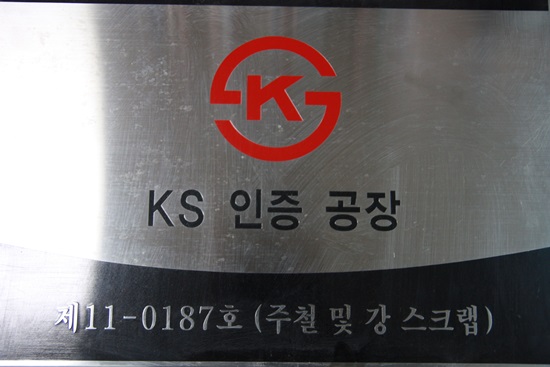 KS
KS 인증 공장
제11-0187호 (주철 및 강 스크랩)